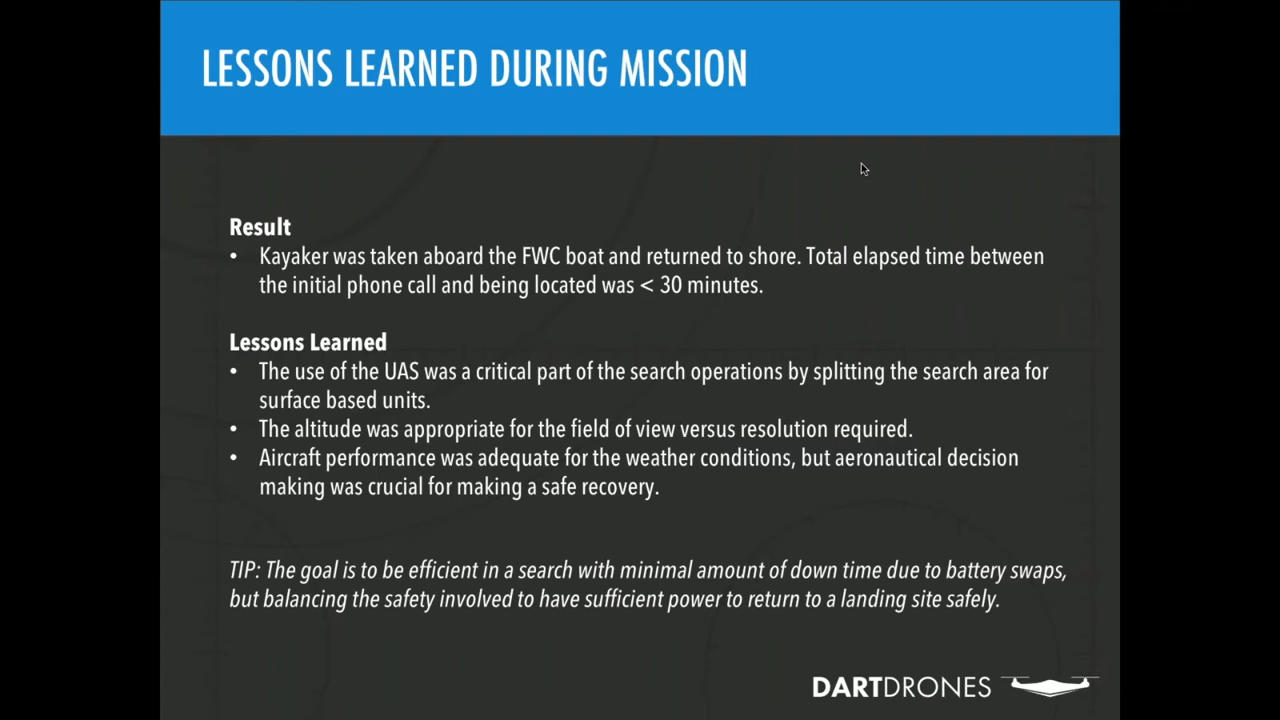 LESSONS LEARNED DURING MISSION
Result
• Kayaker was taken aboard the FWC boat and returned to shore. Total elapsed time between
the initial phone call and being located was < 30 minutes.
Lessons Learned
• The use of the UAS was a critical part of the search operations by splitting the search area for
surface based units.
• The altitude was appropriate for the field of view versus resolution required.
• Aircraft performance was adequate for the weather conditions, but aeronautical decision
making was crucial for making a safe recovery.
TIP: The goal is to be efficient in a search with minimal amount of down time due to battery swaps,
but balancing the safety involved to have sufficient power to return to a landing site safely.
DARTDRONES